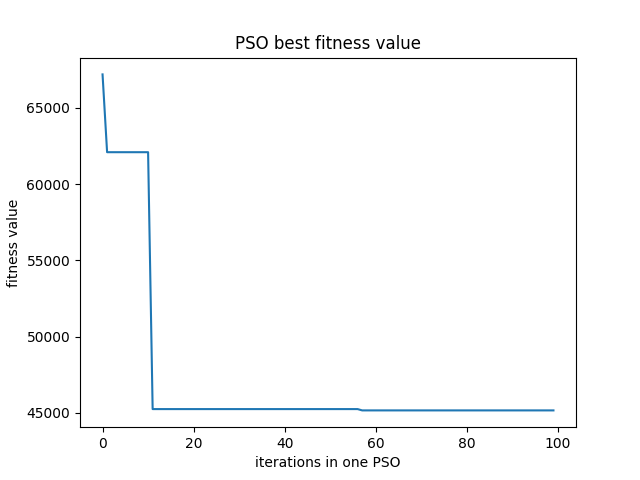 PSO best fitness value
65000
60000
55000
50000
45000
fitness value
0 20 40 60 80 100
iterations in one PSO